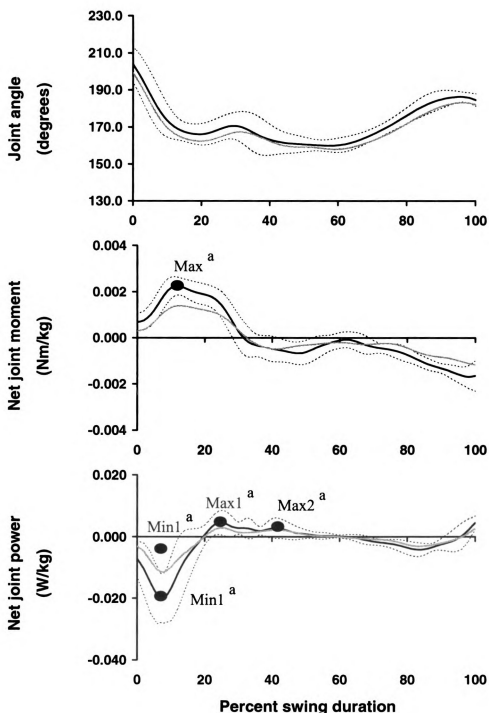 Joint angle
(degrees)
230.0
210.0
190.0
170.0
150.0
130.0
0
20
40
60
80
100
Net joint moment
(Nm/kg)
0.004
0.002
0.000
-0.002
-0.004
Max a
0
20
40
60
80
100
Net joint power
(W/kg)
0.020
0.000
-0.020
-0.040
Min1 a
Max1 a
Max2 a
Min1 a
0
20
40
60
80
100
Percent swing duration